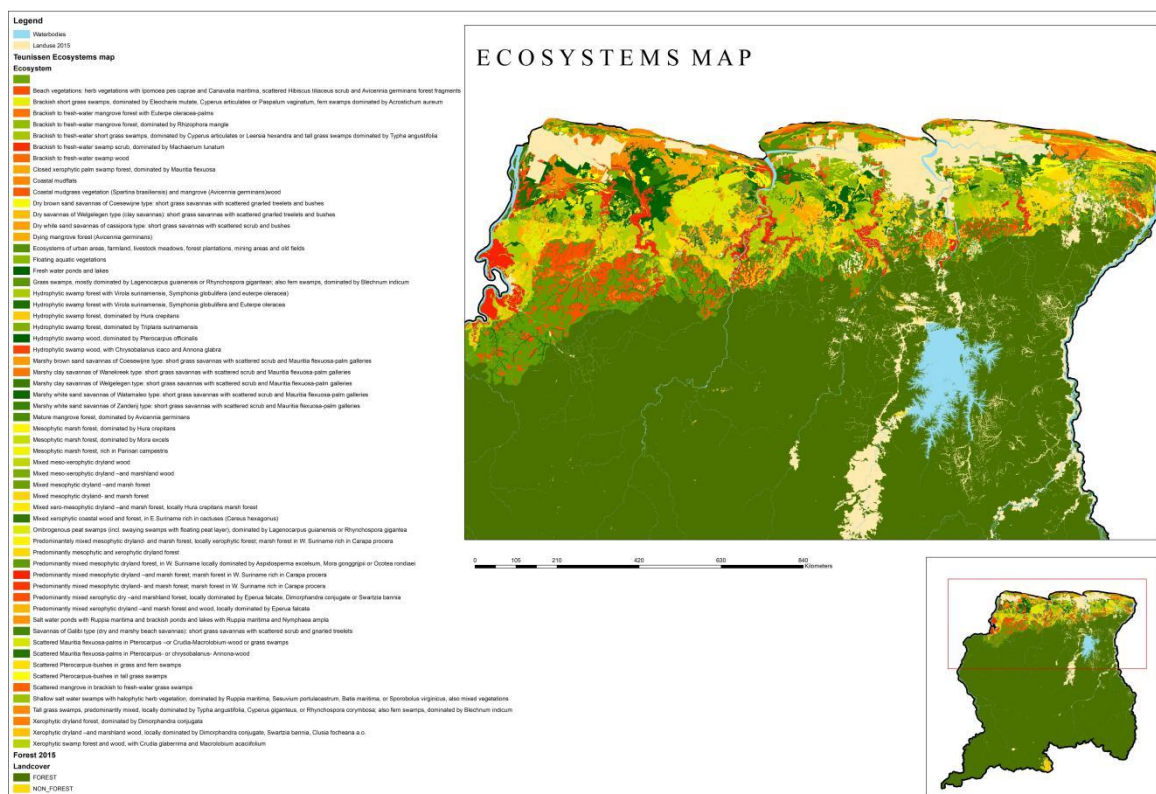 Legend
Waterbodies
Landuse 2015
Teunissen Ecosystems map
Ecosystem
Beach vegetations: herb vegetations with Ipomoea pes caprae and Canavalia maritima, scattered Hibiscus tiliaceus scrub and Avicennia germinans forest fragments
Brackish short grass swamps, dominated by Eleocharis mutate, Cyperus articulates or Paspalum vaginatum, fern swamps dominated by Acrostichum aureum
Brackish to fresh-water mangrove forest with Euterpe oleracea-palms
Brackish to fresh-water mangrove forest, dominated by Rhizophora mangle
Brackish to fresh-water short grass swamps, dominated by Cyperus articulates or Leersia hexandra and tall grass swamps dominated by Typha angustifolia
Brackish to fresh-water swamp scrub, dominated by Machaerium lunatum
Brackish to fresh-water swamp wood
Closed xerophytic palm swamp forest, dominated by Mauritia flexuosa
Coastal mudflats
Coastal mudgrass vegetation (Spartina brasiliensis) and mangrove (Avicennia germinans)wood
Dry brown sand savannas of Coesewijne type: short grass savannas with scattered gnarled treelets and bushes
Dry savannas of Welgelegen type (clay savannas): short grass savannas with scattered gnarled treelets and bushes
Dry white sand savannas of cassipora type: short grass savannas with scattered scrub and bushes
Dying mangrove forest (Avicennia germinans)
Ecosystems of urban areas, farmland, livestock meadows, forest plantations, mining areas and old fields
Floating aquatic vegetations
Fresh water ponds and lakes
Grass swamps, mostly dominated by Lagenocarpus guianensis or Rhynchospora gigantean; also fern swamps, dominated by Blechnum indicum
Hydrophytic swamp forest with Virola surinamensis, Symphonia globulifera (and euterpe oleracea)
Hydrophytic swamp forest with Virola surinamensis, Symphonia globulifera and Euterpe oleracea
Hydrophytic swamp forest, dominated by Hura crepitans
Hydrophytic swamp forest, dominated by Triplaris surinamensis
Hydrophytic swamp wood, dominated by Pterocarpus officinalis
Hydrophytic swamp wood, with Chrysobalanus icaco and Annona glabra
Marshy brown sand savannas of Coesewijne type: short grass savannas with scattered scrub and Mauritia flexuosa-palm galleries
Marshy clay savannas of Wanekreek type: short grass savannas with scattered scrub and Mauritia flexuosa-palm galleries
Marshy clay savannas of Welgelegen type: short grass savannas with scattered scrub and Mauritia flexuosa-palm galleries
Marshy white sand savannas of Watamaleo type: short grass savannas with scattered scrub and Mauritia flexuosa-palm galleries
Marshy white sand savannas of Zanderij type: short grass savannas with scattered scrub and Mauritia flexuosa-palm galleries
Mature mangrove forest, dominated by Avicennia germinans
Mesophytic marsh forest, dominated by Hura crepitans
Mesophytic marsh forest, dominated by Mora excels
Mesophytic marsh forest, rich in Parinari campestris
Mixed meso-xerophytic dryland wood
Mixed meso-xerophytic dryland –and marshland wood
Mixed mesophytic dryland –and marsh forest
Mixed mesophytic dryland- and marsh forest
Mixed xero-mesophytic dryland –and marsh forest, locally Hura crepitans marsh forest
Mixed xerophytic coastal wood and forest, in E.Suriname rich in cactuses (Cereus hexagonus)
Ombrogenous peat swamps (incl. swaying swamps with floating peat layer), dominated by Lagenocarpus guianensis or Rhynchospora gigantea
Predominantely mixed mesophytic dryland- and marsh forest, locally xerophytic forest; marsh forest in W. Suriname rich in Carapa procera
Predominantly mesophytic and xerophytic dryland forest
Predominantly mixed mesophytic dryland forest, in W. Suriname locally dominated by Aspidosperma excelsum, Mora gonggripii or Ocotea rondiaei
Predominantly mixed mesophytic dryland –and marsh forest; marsh forest in W. Suriname rich in Carapa procera
Predominantly mixed mesophytic dryland- and marsh forest; marsh forest in W. Suriname rich in Carapa procera
Predominantly mixed xerophytic dry –and marshland forest, locally dominated by Eperua falcate, Dimorphandra conjugate or Swartzia bannia
Predominantly mixed xerophytic dryland –and marsh forest and wood, locally dominated by Eperua falcata
Salt water ponds with Ruppia maritima and brackish ponds and lakes with Ruppia maritima and Nymphaea ampla
Savannas of Galibi type (dry and marshy beach savannas): short grass savannas with scattered scrub and gnarled treelets
Scattered Mauritia flexuosa-palms in Pterocarpus –or Crudia-Macrolobium-wood or grass swamps
Scattered Mauritia flexuosa-palms in Pterocarpus- or chrysobalanus- Annona-wood
Scattered Pterocarpus-bushes in grass and fern swamps
Scattered Pterocarpus-bushes in tall grass swamps
Scattered mangrove in brackish to fresh-water grass swamps
Shallow salt water swamps with halophytic herb vegetation, dominated by Ruppia maritima, Sesuvium portulacastrum, Batis maritima, or Sporobolus virginicus, also mixed vegetations
Tall grass swamps, predominantly mixed, locally dominated by Typha angustifolia, Cyperus giganteus, or Rhynchospora corymbosa; also fern swamps, dominated by Blechnum indicum
Xerophytic dryland forest, dominated by Dimorphandra conjugata
Xerophytic dryland –and marshland wood, locally dominated by Dimorphandra conjugate, Swartzia bannia, Clusia focheana a.o.
Xerophytic swamp forest and wood, with Crudia glaberrima and Macrolobium acaciifolium
Forest 2015
Landcover
FOREST
NON_FOREST
ECOSYSTEMS MAP
0 105 210 420 630 840
Kilometers